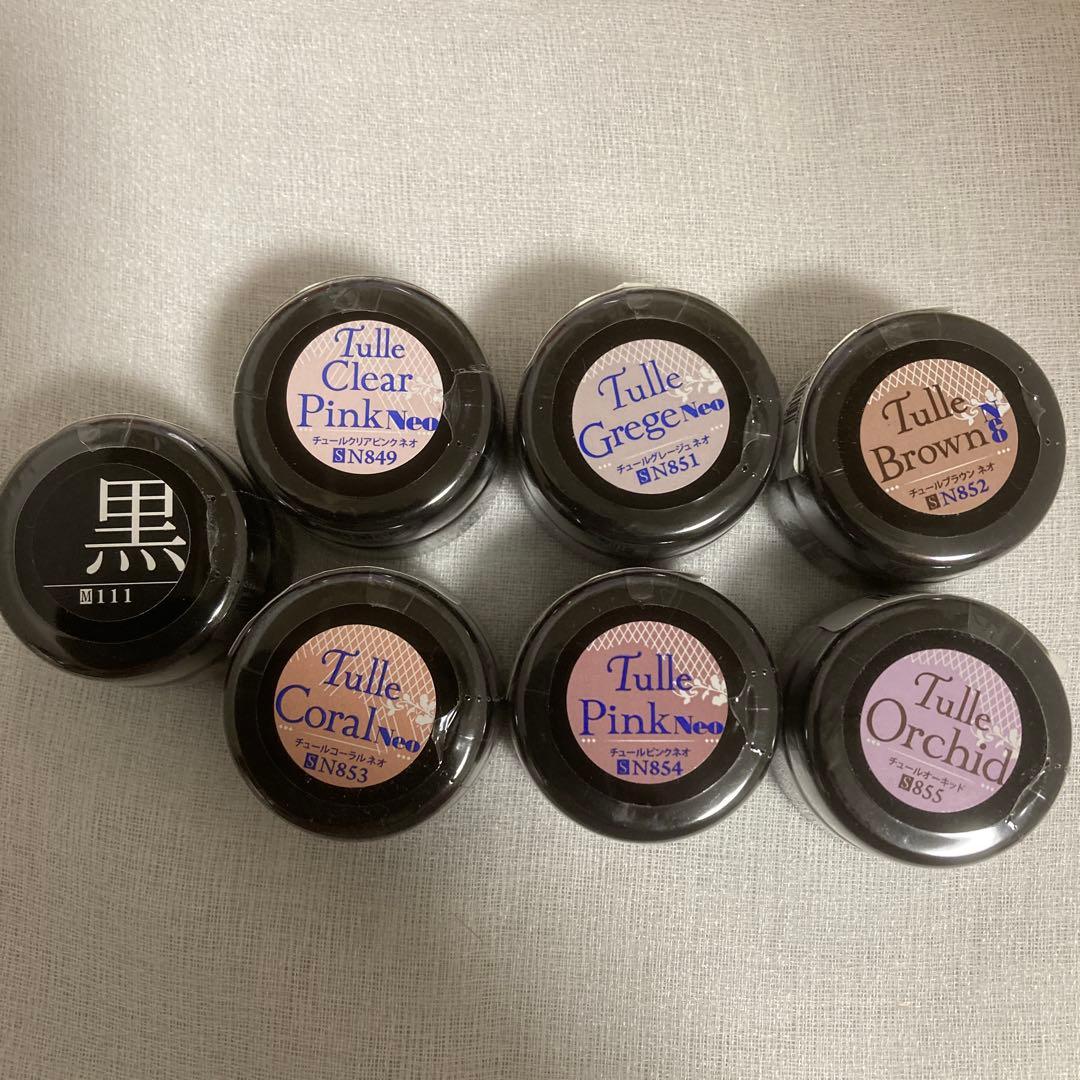 Tulle
Clear
Pink Neo
チュールクリアピンク ネオ
S N849
Tulle
Grege Neo
チュールグレージュ ネオ
S N851
Tulle
Brown Neo
チュールブラウン ネオ
S N852
黒
M 111
Tulle
Coral Neo
チュールコーラル ネオ
S N853
Tulle
Pink Neo
チュールピンクネオ
S N854
Tulle
Orchid
チュールオーキッド
S 855